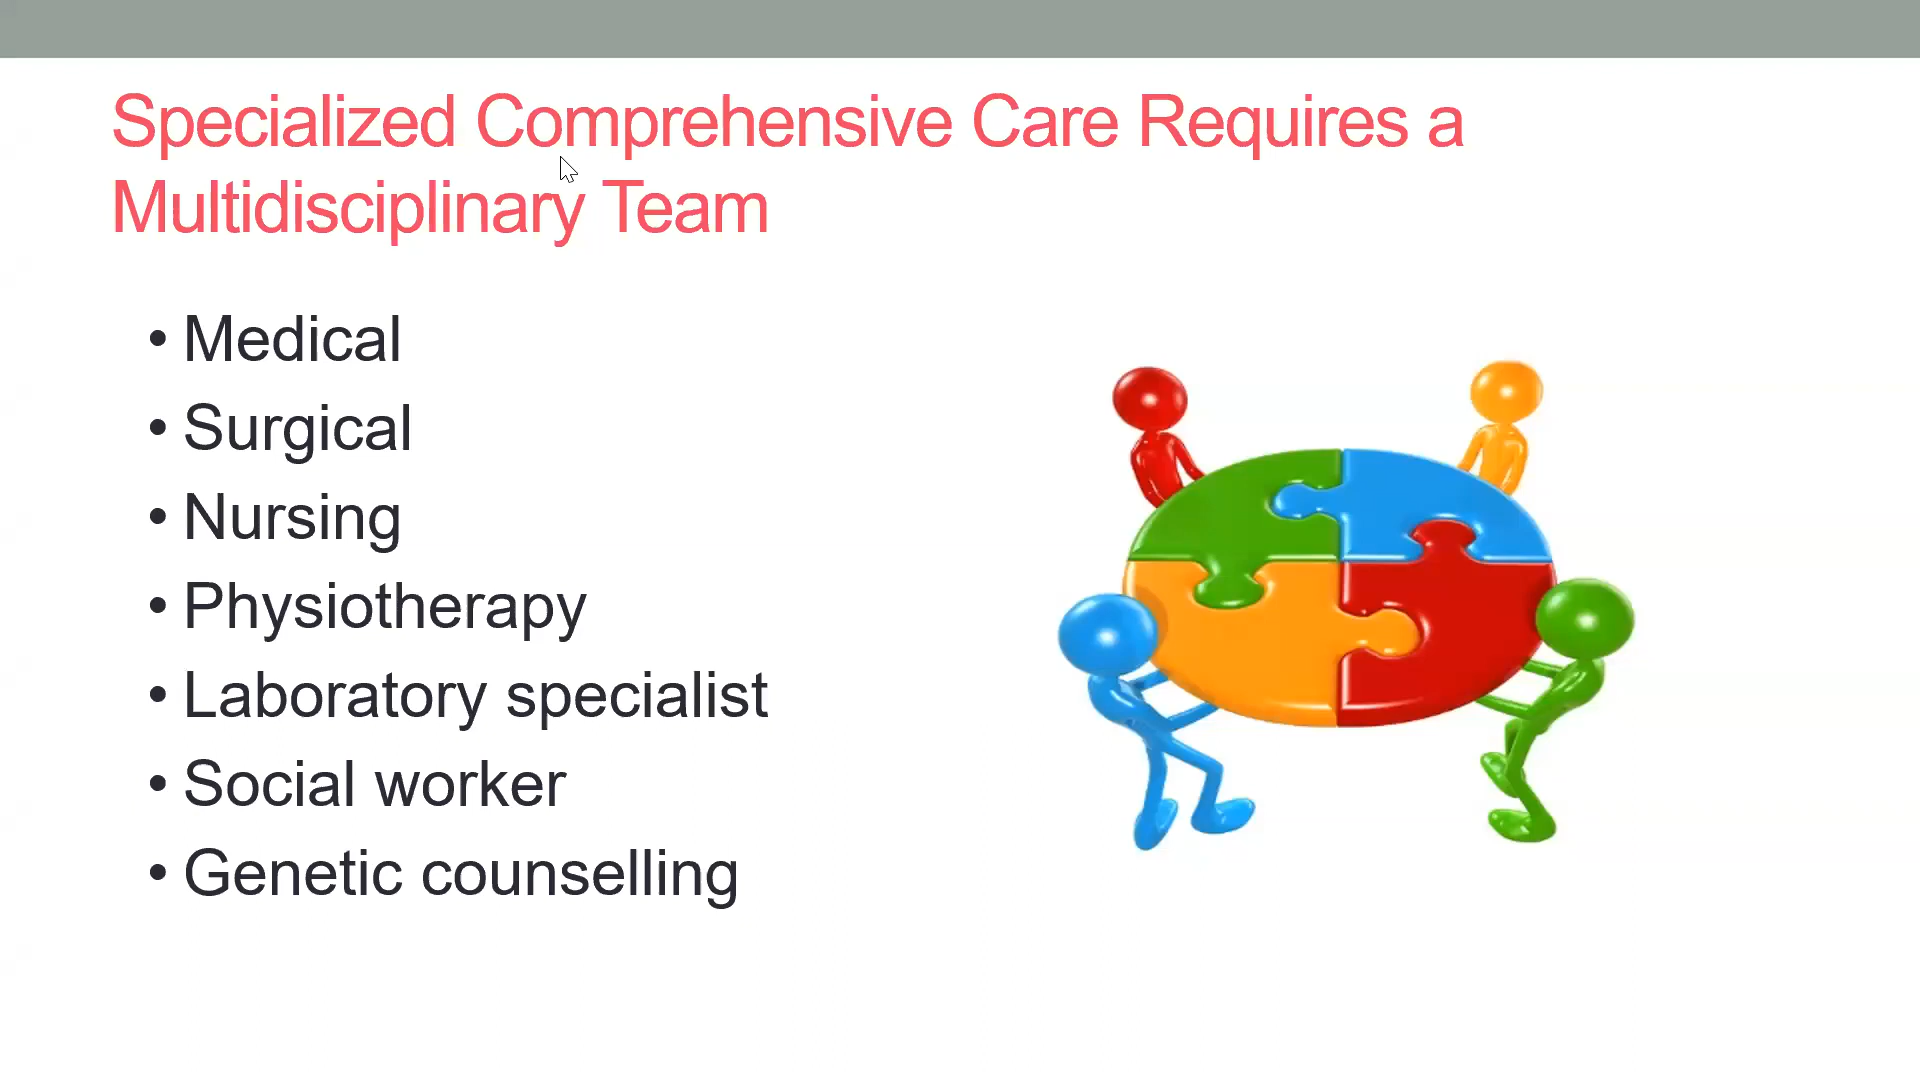 Specialized Comprehensive Care Requires a
Multidisciplinary Team
• Medical
• Surgical
• Nursing
• Physiotherapy
• Laboratory specialist
• Social worker
• Genetic counselling